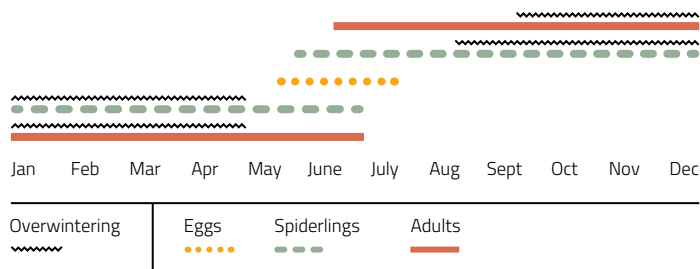 Jan Feb Mar Apr May June July Aug Sept Oct Nov Dec
Overwintering Eggs Spiderlings Adults